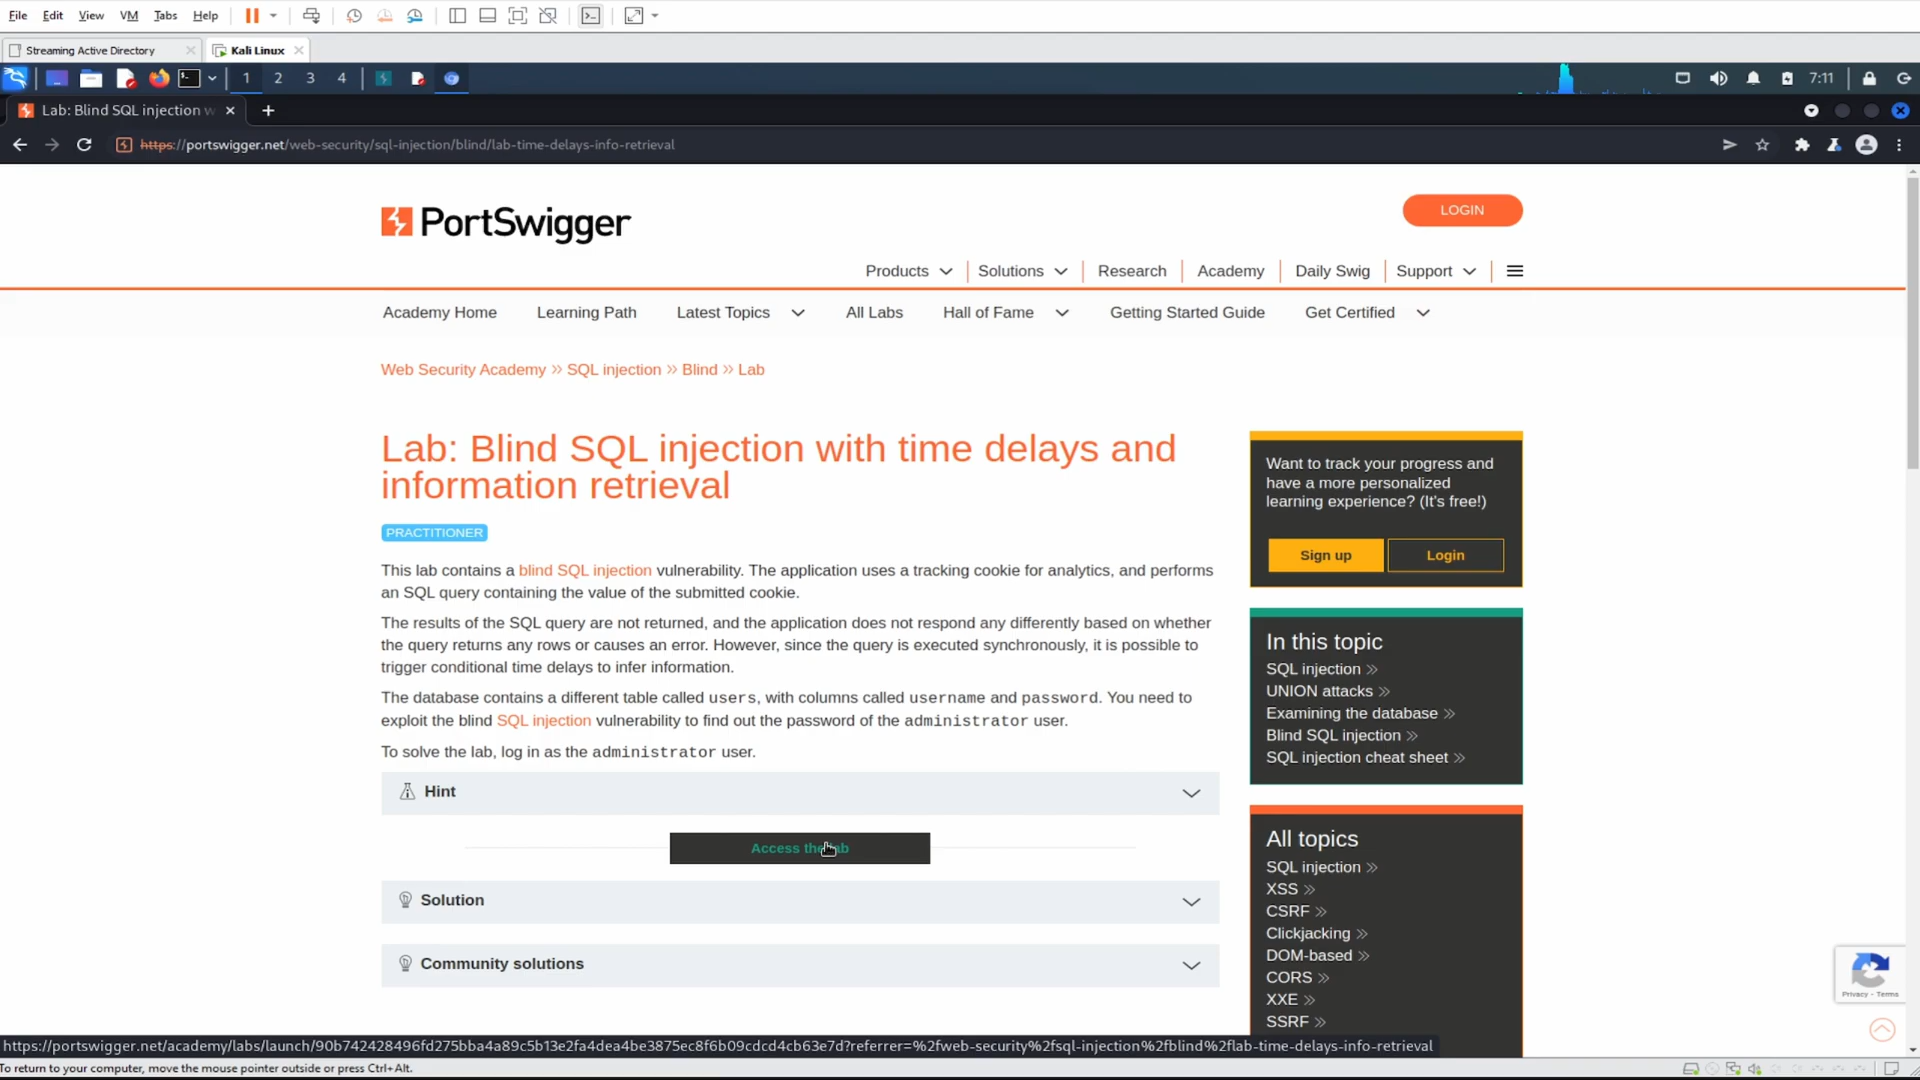 File Edit View VM Tabs Help
Streaming Active Directory
Kali Linux
1 2 3 4
7:11
Lab: Blind SQL injection w
https://portswigger.net/web-security/sql-injection/blind/lab-time-delays-info-retrieval
PortSwigger
LOGIN
Products Solutions Research Academy Daily Swig Support
Academy Home Learning Path Latest Topics All Labs Hall of Fame Getting Started Guide Get Certified
Web Security Academy » SQL injection » Blind » Lab
Lab: Blind SQL injection with time delays and
information retrieval
PRACTITIONER
This lab contains a blind SQL injection vulnerability. The application uses a tracking cookie for analytics, and performs
an SQL query containing the value of the submitted cookie.
The results of the SQL query are not returned, and the application does not respond any differently based on whether
the query returns any rows or causes an error. However, since the query is executed synchronously, it is possible to
trigger conditional time delays to infer information.
The database contains a different table called users, with columns called username and password. You need to
exploit the blind SQL injection vulnerability to find out the password of the administrator user.
To solve the lab, log in as the administrator user.
Hint
Access the lab
Solution
Community solutions
Want to track your progress and
have a more personalized
learning experience? (It's free!)
Sign up Login
In this topic
SQL injection »
UNION attacks »
Examining the database »
Blind SQL injection »
SQL injection cheat sheet »
All topics
SQL injection »
XSS »
CSRF »
Clickjacking »
DOM-based »
CORS »
XXE »
SSRF »
Privacy - Terms
https://portswigger.net/academy/labs/launch/90b742428496fd275bba4a89c5b13e2fa4dea4be3875ec8f6b09cdcd4cb63e7d?referrer=%2fweb-security%2fsql-injection%2fblind%2flab-time-delays-info-retrieval
To return to your computer, move the mouse pointer outside or press Ctrl+Alt.